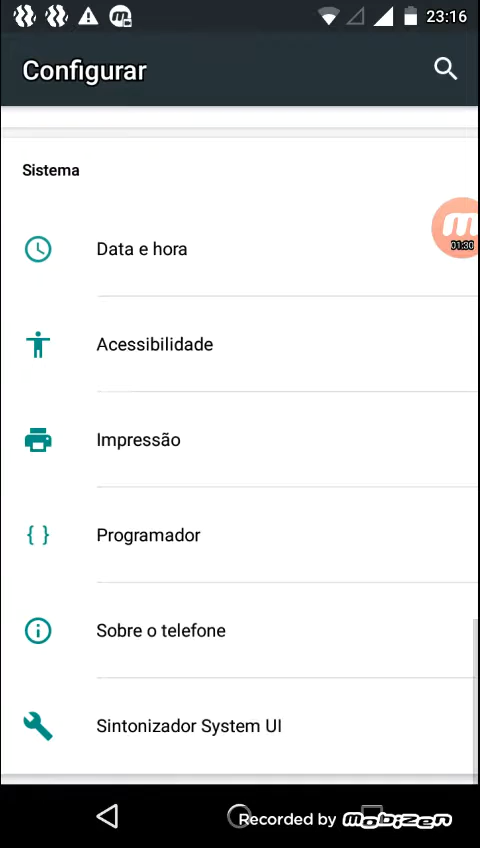 23:16
Configurar
Sistema
Data e hora
m
01:30
Acessibilidade
Impressão
{ } Programador
Sobre o telefone
Sintonizador System UI
Recorded by mobizen